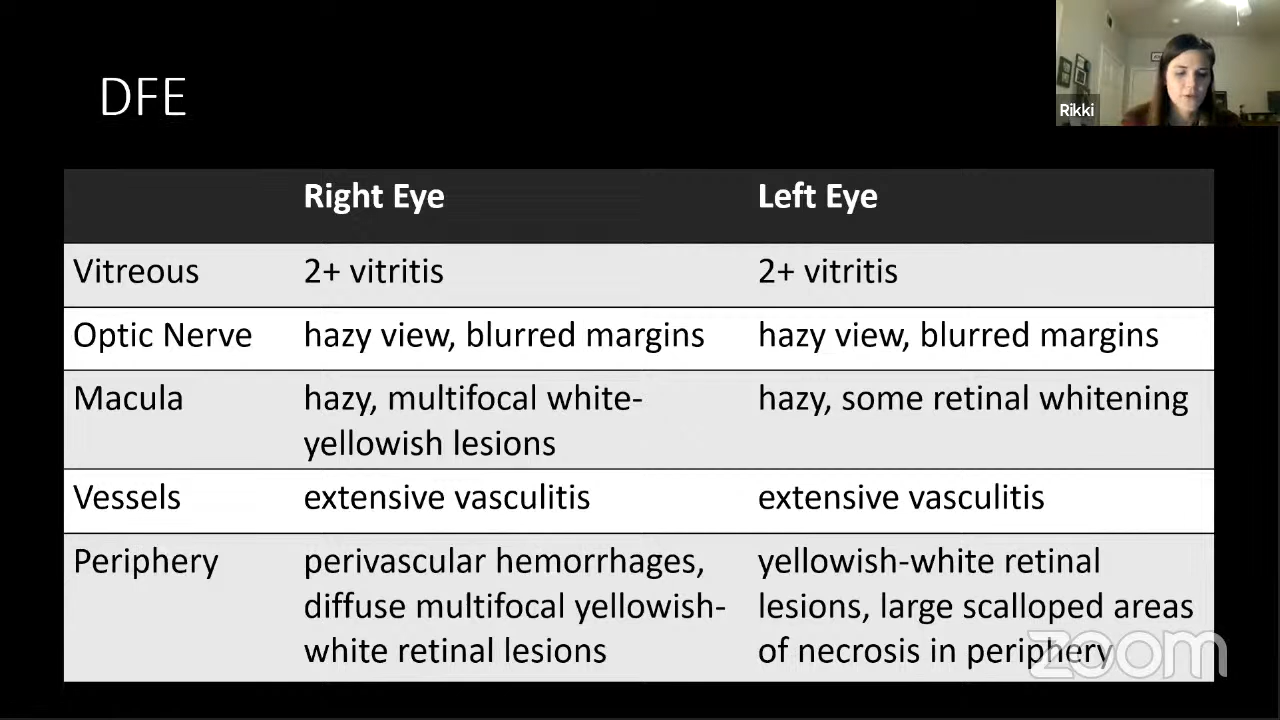 DFE
Rikki
Right Eye Left Eye
Vitreous 2+ vitritis 2+ vitritis
Optic Nerve hazy view, blurred margins hazy view, blurred margins
Macula hazy, multifocal white- hazy, some retinal whitening
yellowish lesions
Vessels extensive vasculitis extensive vasculitis
Periphery perivascular hemorrhages, yellowish-white retinal
diffuse multifocal yellowish- lesions, large scalloped areas
white retinal lesions of necrosis in periphery
zoom